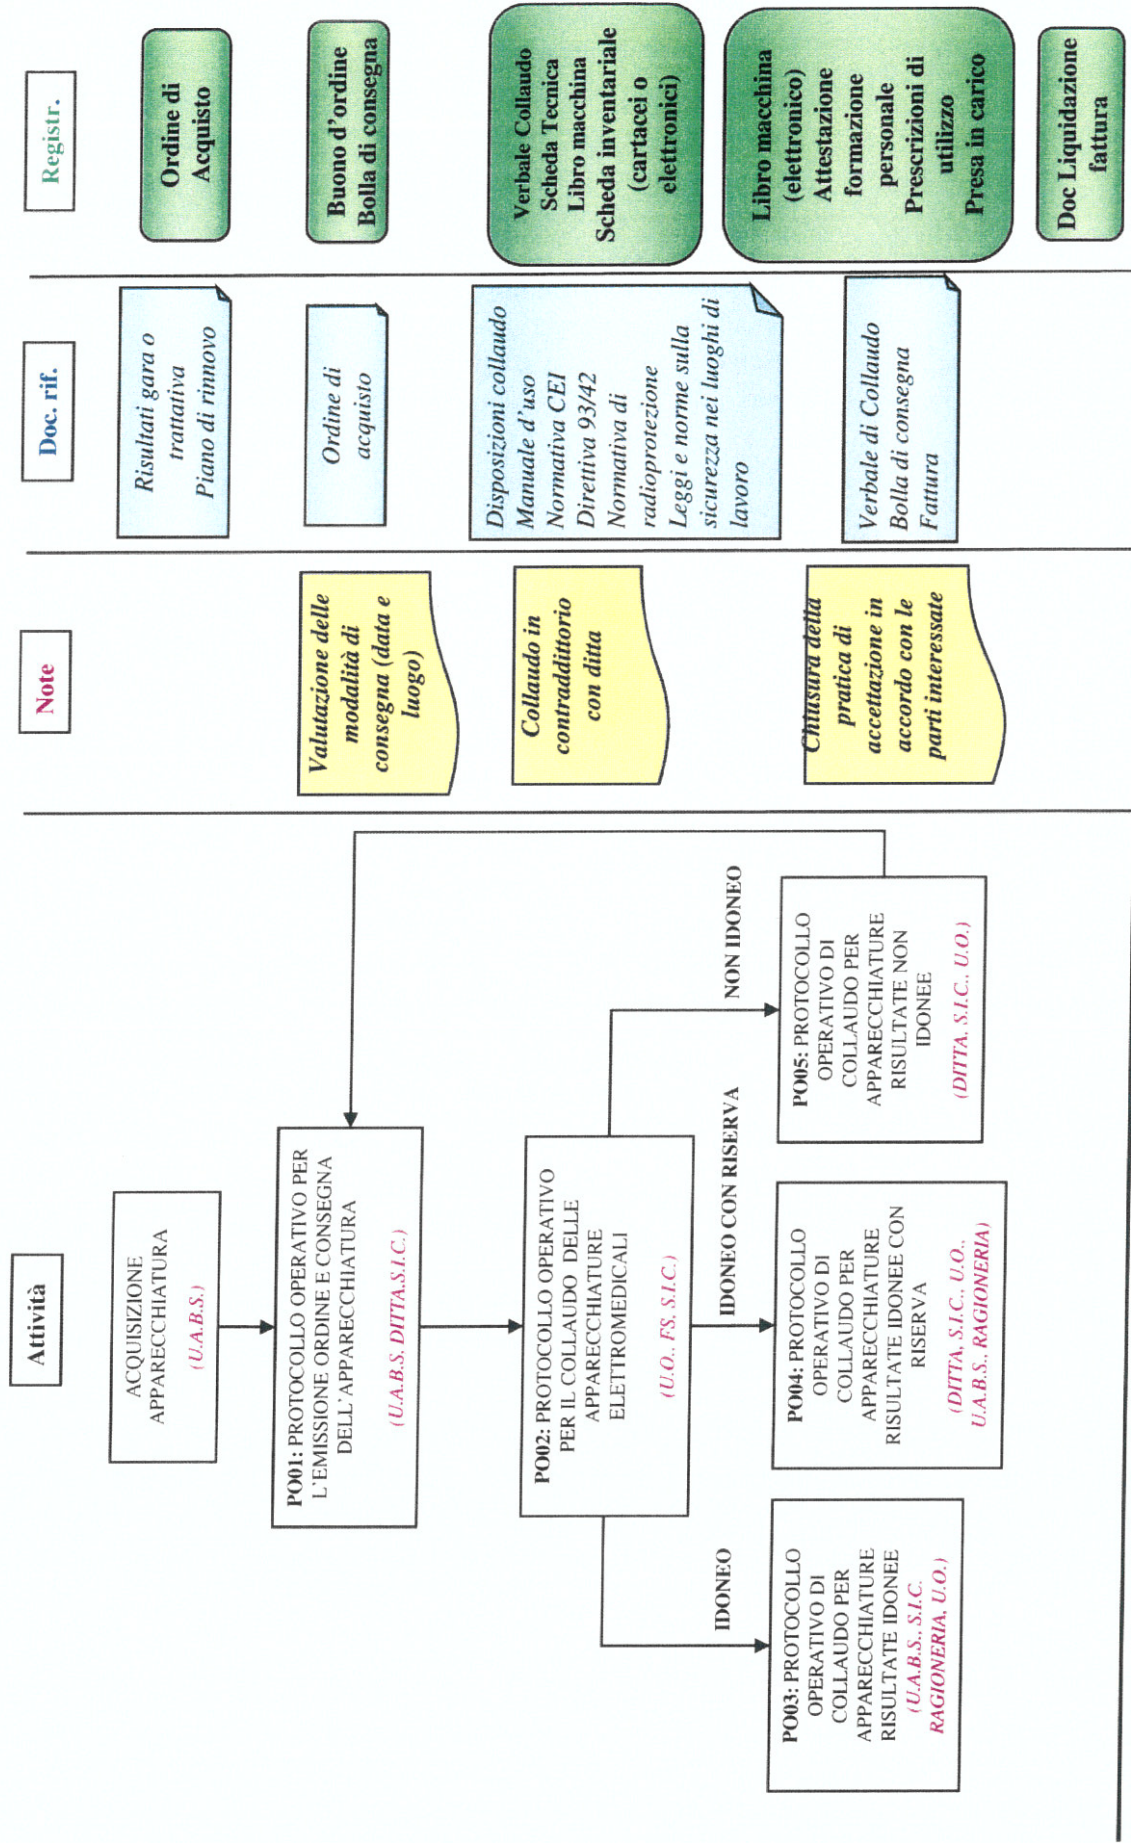 Attività
Note
Doc. rif.
Registr.
ACQUISIZIONE
APPARECCHIATURA
(U.A.B.S.)
Risultati gara o
trattativa
Piano di rinnovo
Ordine di
Acquisto
PO01: PROTOCOLLO OPERATIVO PER
L'EMISSIONE ORDINE E CONSEGNA
DELL'APPARECCHIATURA
(U.A.B.S. DITTA.S.I.C.)
Valutazione delle
modalità di
consegna (data e
luogo)
Ordine di
acquisto
Buono d'ordine
Bolla di consegna
PO02: PROTOCOLLO OPERATIVO
PER IL COLLAUDO DELLE
APPARECCHIATURE
ELETTROMEDICALI
(U.O., FS, S.I.C.)
Collaudo in
contraddittorio
con ditta
Disposizioni collaudo
Manuale d'uso
Normativa CEI
Direttiva 93/42
Normativa di
radioprotezione
Leggi e norme sulla
sicurezza nei luoghi di
lavoro
Verbale Collaudo
Scheda Tecnica
Libro macchina
Scheda inventariale
(cartacei o
elettronici)
IDONEO
IDONEO CON RISERVA
NON IDONEO
PO03: PROTOCOLLO
OPERATIVO DI
COLLAUDO PER
APPARECCHIATURE
RISULTATE IDONEE
(U.A.B.S., S.I.C.
RAGIONERIA, U.O.)
PO04: PROTOCOLLO
OPERATIVO DI
COLLAUDO PER
APPARECCHIATURE
RISULTATE IDONEE CON
RISERVA
(DITTA, S.I.C., U.O.,
U.A.B.S., RAGIONERIA)
PO05: PROTOCOLLO
OPERATIVO DI
COLLAUDO PER
APPARECCHIATURE
RISULTATE NON
IDONEE
(DITTA, S.I.C., U.O.)
Chiusura della
pratica di
accettazione in
accordo con le
parti interessate
Verbale di Collaudo
Bolla di consegna
Fattura
Libro macchina
(elettronico)
Attestazione
formazione
personale
Prescrizioni di
utilizzo
Presa in carico
Doc Liquidazione
fattura